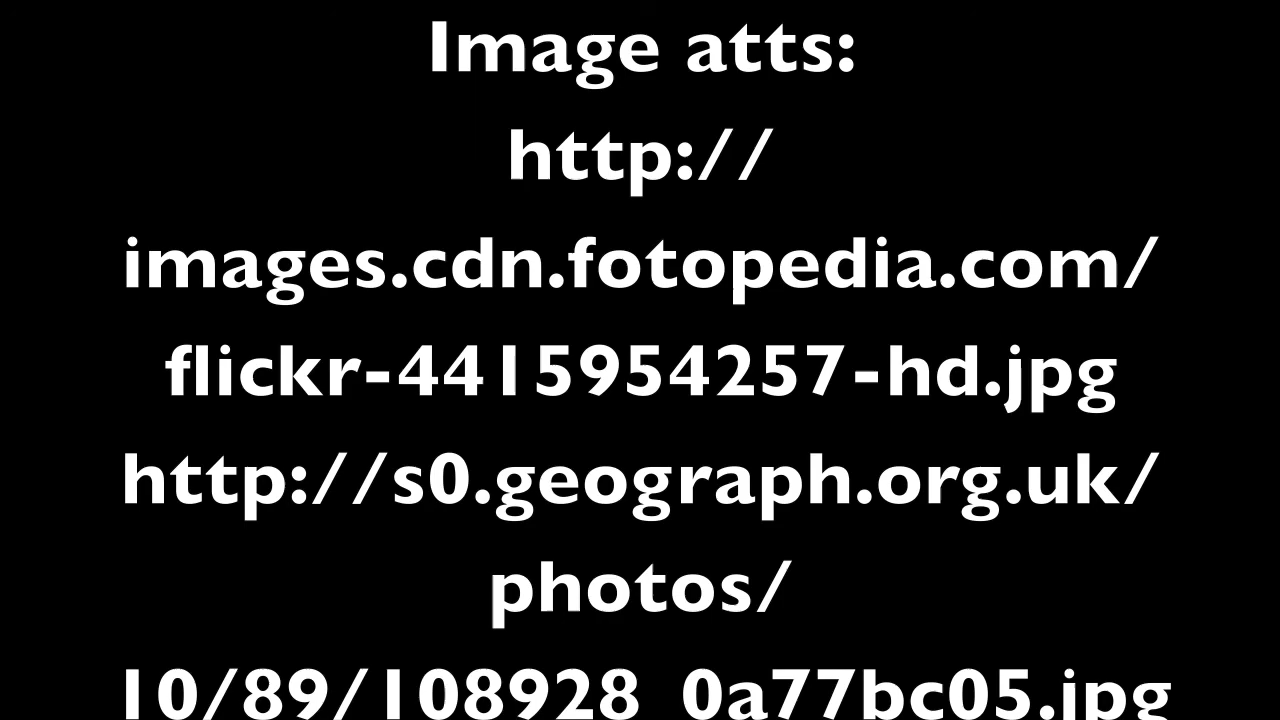 Image atts:
http://
images.cdn.fotopedia.com/
flickr-4415954257-hd.jpg
http://s0.geograph.org.uk/
photos/
10/89/108928_0a77bc05.jpg